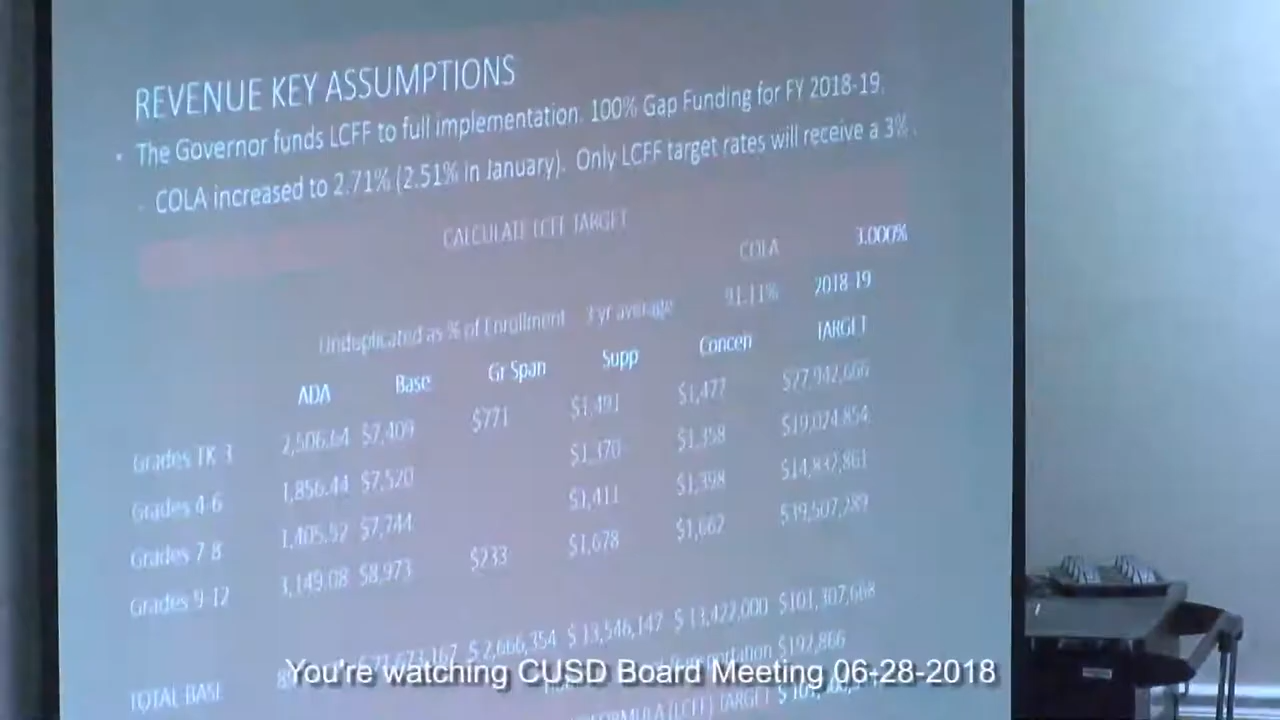 REVENUE KEY ASSUMPTIONS
• The Governor funds LCFF to full implementation. 100% Gap Funding for FY 2018-19.
- COLA increased to 2.71% (2.51% in January). Only LCFF target rates will receive a 3%.
CALCULATE LCFF TARGET
COLA 3.000%
Unduplicated as % of Enrollment 3 yr average 91.11% 2018-19
ADA Base Gr Span Supp Concen TARGET
Grades TK-3 2,506.64 $7,409 $771 $1,491 $1,477 $27,942,666
Grades 4-6 1,856.44 $7,520 $1,370 $1,358 $19,024,854
Grades 7-8 1,405.52 $7,744 $1,411 $1,398 $14,832,861
Grades 9-12 3,149.08 $8,973 $233 $1,678 $1,662 $39,507,289
TOTAL BASE $ 2,666,354 $ 13,546,147 $ 13,422,000 $101,307,668
$192,866
(LCFF) TARGET
You're watching CUSD Board Meeting 06-28-2018